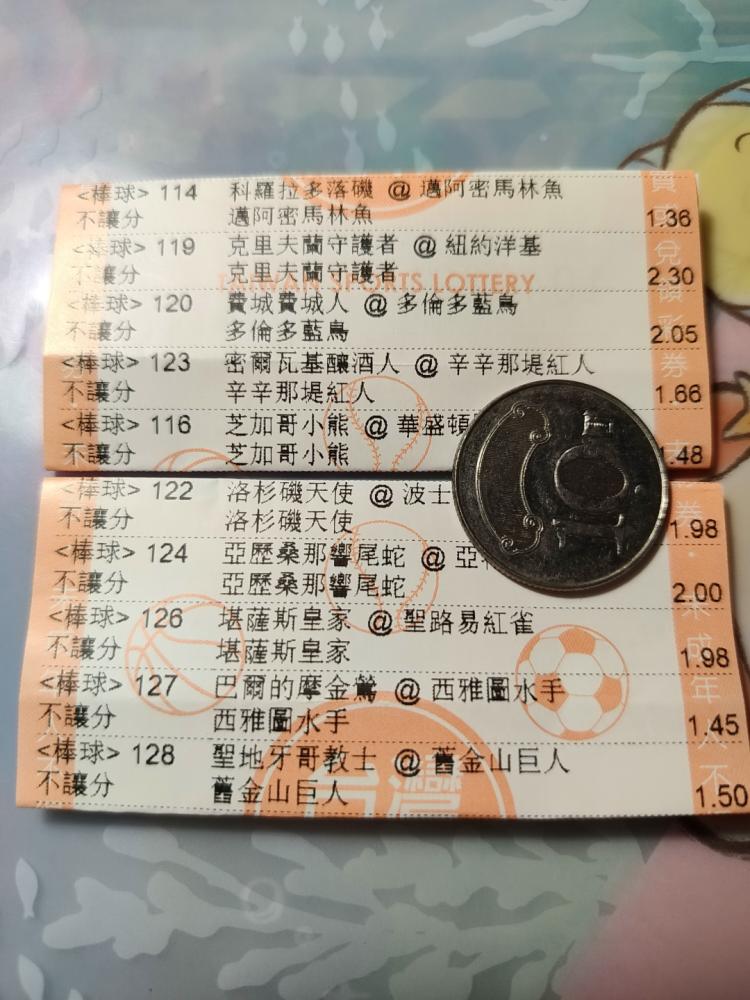 <棒球> 114 科羅拉多落磯 @ 邁阿密馬林魚
不讓分 邁阿密馬林魚 1.36
<棒球> 119 克里夫蘭守護者 @ 紐約洋基
不讓分 克里夫蘭守護者 2.30
TAIWAN SPORTS LOTTERY
<棒球> 120 費城費城人 @ 多倫多藍鳥
不讓分 多倫多藍鳥 2.05
<棒球> 123 密爾瓦基釀酒人 @ 辛辛那堤紅人
不讓分 辛辛那堤紅人 1.66
<棒球> 116 芝加哥小熊 @ 華盛頓
不讓分 芝加哥小熊 .48
<棒球> 122 洛杉磯天使 @ 波士
不讓分 洛杉磯天使 1.98
<棒球> 124 亞歷桑那響尾蛇 @ 亞
不讓分 亞歷桑那響尾蛇 2.00
<棒球> 126 堪薩斯皇家 @ 聖路易紅雀
不讓分 堪薩斯皇家 1.98
<棒球> 127 巴爾的摩金鶯 @ 西雅圖水手
不讓分 西雅圖水手 1.45
<棒球> 128 聖地牙哥教士 @ 舊金山巨人
不讓分 舊金山巨人 1.50
台灣
未成年人不